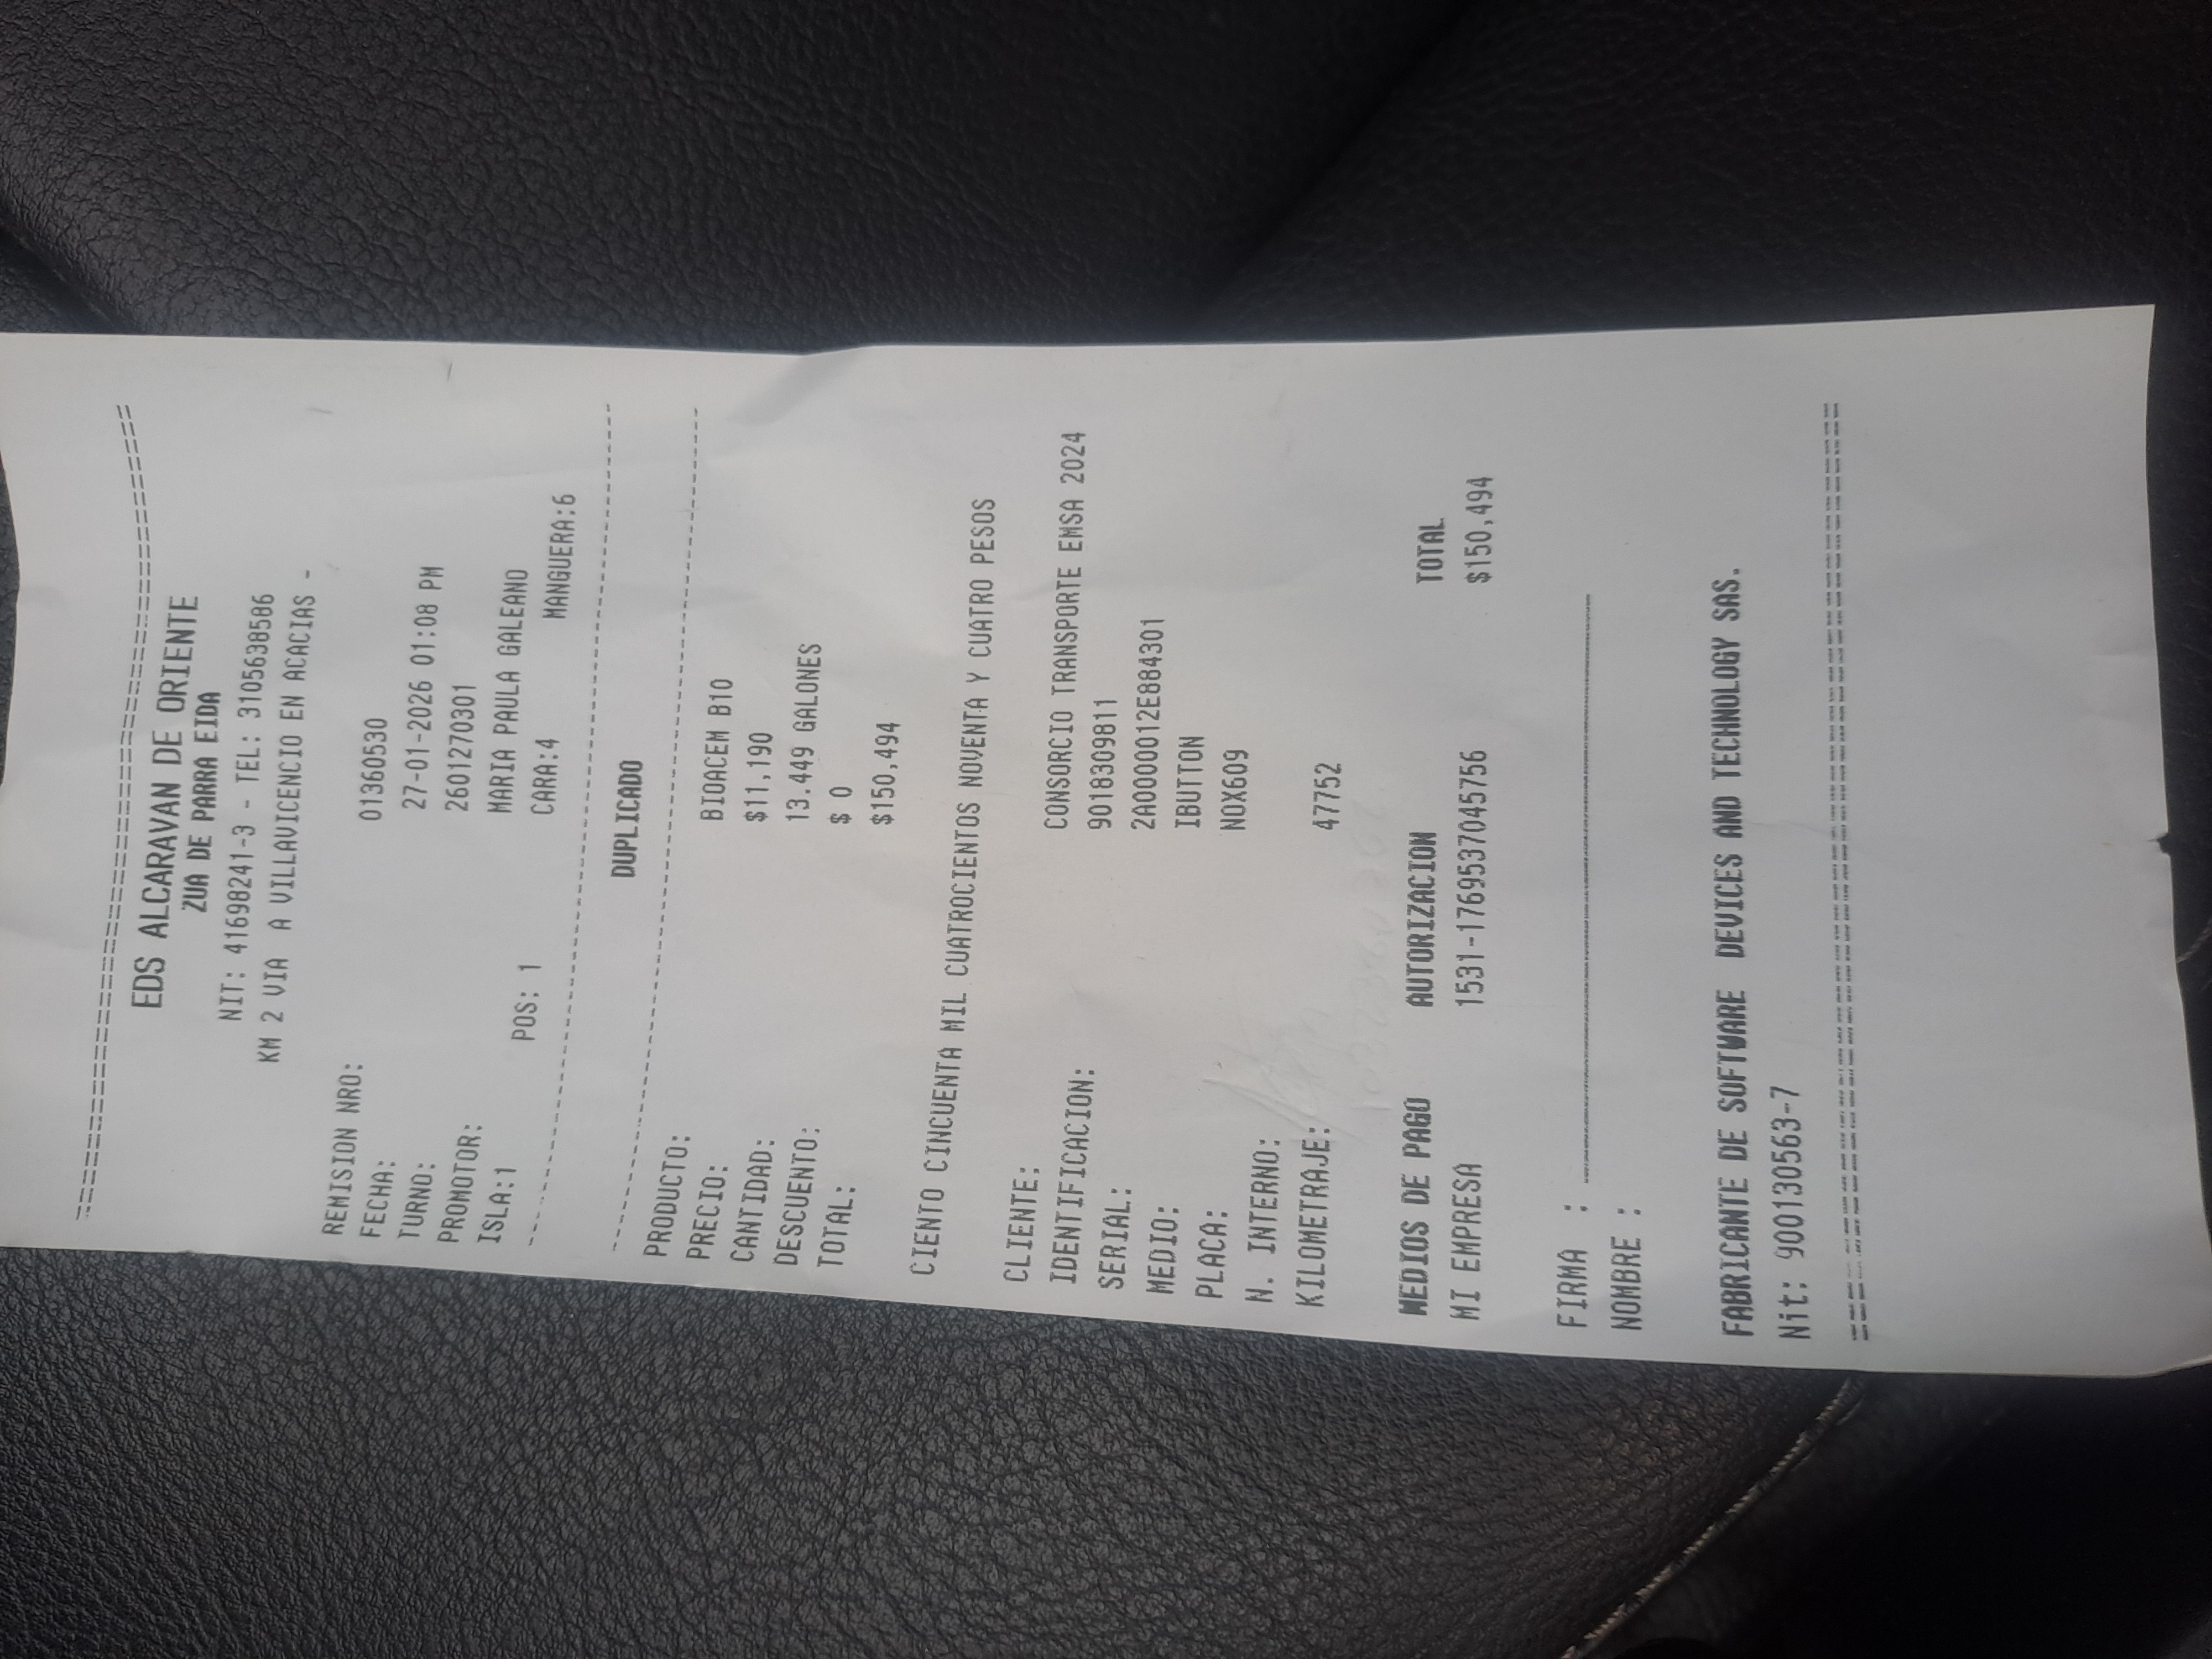 EDS ALCARAVAN DE ORIENTE
ZUA DE PARA EIDA
NIT: 41698241-3 - TEL: 3105638586
KM 2 VIA A VILLAVICENCIO EN ACACIAS -
REMISION NRO: 01360530
FECHA: 27-01-2026 01:08 PM
TURNO: 2601270301
PROMOTOR: MARIA PAULA GALEANO
ISLA:1 POS: 1 CARA:4 MANGUERA:6
DUPLICADO
PRODUCTO: BIOACEM B10
PRECIO: $11,190
CANTIDAD: 13.449 GALONES
DESCUENTO: $ 0
TOTAL: $150,494
CIENTO CINCUENTA MIL CUATROCIENTOS NOVENTA Y CUATRO PESOS
CLIENTE: CONSORCIO TRANSPORTE EMSA 2024
IDENTIFICACION: 9018309811
SERIAL: 2A0000012E884301
MEDIO: IBUTTON
PLACA: NOX609
N. INTERNO:
KILOMETRAJE: 47752
MEDIOS DE PAGO AUTORIZACION TOTAL
MI EMPRESA 1531-1769537045756 $150,494
FIRMA :
NOMBRE :
FABRICANTE DE SOFTWARE DEVICES AND TECHNOLOGY SAS.
Nit: 900130563-7